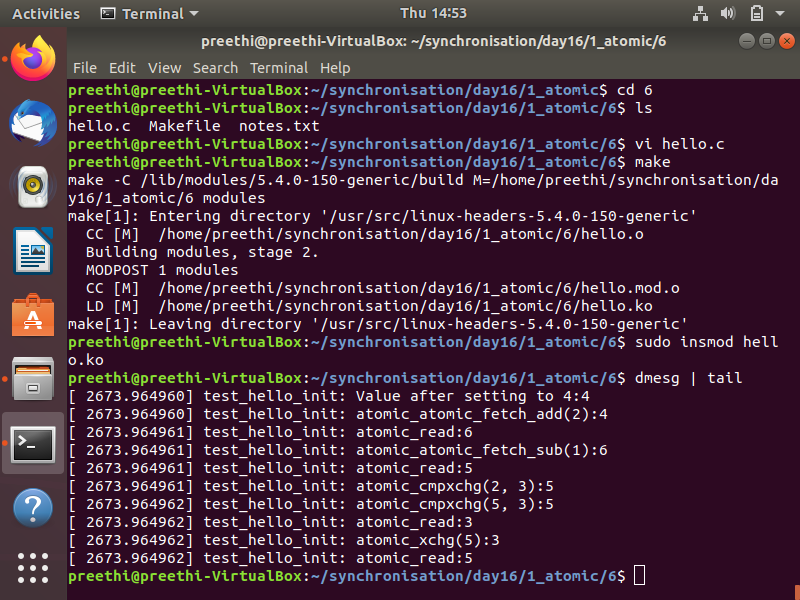 Activities Terminal Thu 14:53
preethi@preethi-VirtualBox: ~/synchronisation/day16/1_atomic/6
File Edit View Search Terminal Help
preethi@preethi-VirtualBox:~/synchronisation/day16/1_atomic$ cd 6
preethi@preethi-VirtualBox:~/synchronisation/day16/1_atomic/6$ ls
hello.c  Makefile  notes.txt
preethi@preethi-VirtualBox:~/synchronisation/day16/1_atomic/6$ vi hello.c
preethi@preethi-VirtualBox:~/synchronisation/day16/1_atomic/6$ make
make -C /lib/modules/5.4.0-150-generic/build M=/home/preethi/synchronisation/da
y16/1_atomic/6 modules
make[1]: Entering directory '/usr/src/linux-headers-5.4.0-150-generic'
  CC [M]  /home/preethi/synchronisation/day16/1_atomic/6/hello.o
  Building modules, stage 2.
  MODPOST 1 modules
  CC [M]  /home/preethi/synchronisation/day16/1_atomic/6/hello.mod.o
  LD [M]  /home/preethi/synchronisation/day16/1_atomic/6/hello.ko
make[1]: Leaving directory '/usr/src/linux-headers-5.4.0-150-generic'
preethi@preethi-VirtualBox:~/synchronisation/day16/1_atomic/6$ sudo insmod hell
o.ko
preethi@preethi-VirtualBox:~/synchronisation/day16/1_atomic/6$ dmesg | tail
[ 2673.964960] test_hello_init: Value after setting to 4:4
[ 2673.964960] test_hello_init: atomic_atomic_fetch_add(2):4
[ 2673.964961] test_hello_init: atomic_read:6
[ 2673.964961] test_hello_init: atomic_atomic_fetch_sub(1):6
[ 2673.964961] test_hello_init: atomic_read:5
[ 2673.964961] test_hello_init: atomic_cmpxchg(2, 3):5
[ 2673.964962] test_hello_init: atomic_cmpxchg(5, 3):5
[ 2673.964962] test_hello_init: atomic_read:3
[ 2673.964962] test_hello_init: atomic_xchg(5):3
[ 2673.964962] test_hello_init: atomic_read:5
preethi@preethi-VirtualBox:~/synchronisation/day16/1_atomic/6$